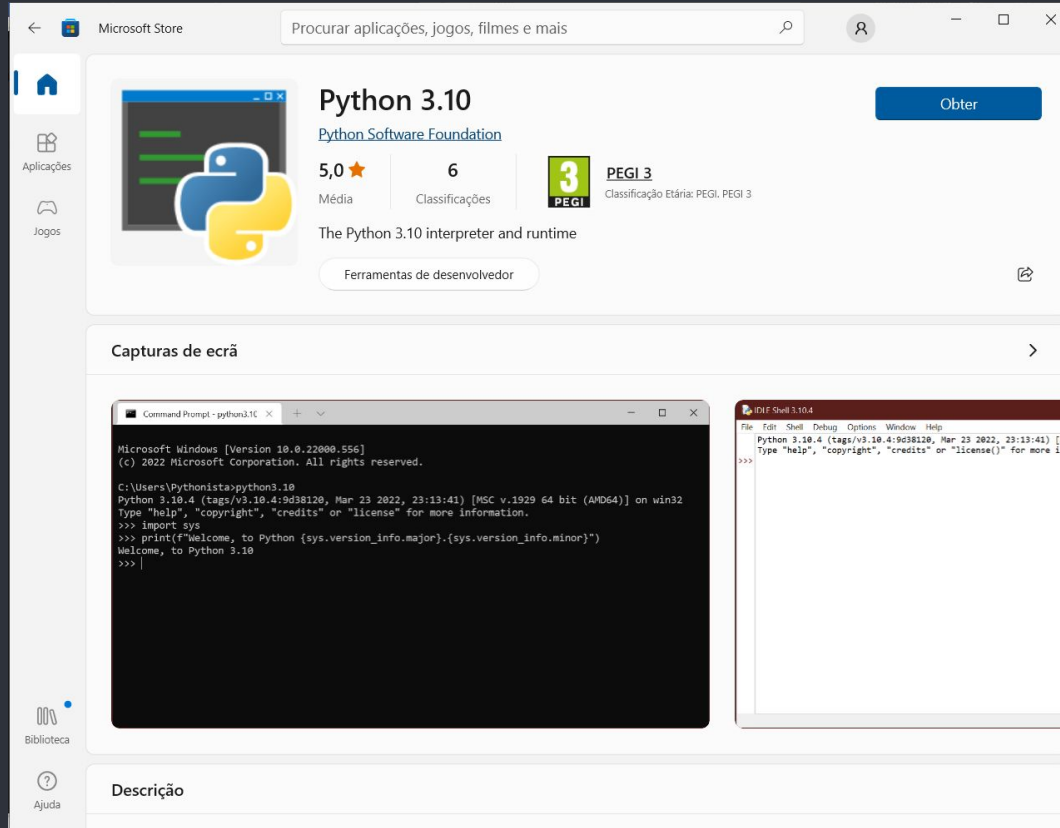 Microsoft Store
Procurar aplicações, jogos, filmes e mais
Aplicações
Jogos
Biblioteca
Ajuda
Python 3.10
Obter
Python Software Foundation
5,0
Média
6
Classificações
3
PEGI
PEGI 3
Classificação Etária: PEGI. PEGI 3
The Python 3.10 interpreter and runtime
Ferramentas de desenvolvedor
Capturas de ecrã
Command Prompt - python3.10
Microsoft Windows [Version 10.0.22000.556]
(c) 2022 Microsoft Corporation. All rights reserved.
C:\Users\Pythonista>python3.10
Python 3.10.4 (tags/v3.10.4:9d38120, Mar 23 2022, 23:13:41) [MSC v.1929 64 bit (AMD64)] on win32
Type "help", "copyright", "credits" or "license" for more information.
>>> import sys
>>> print(f"Welcome, to Python {sys.version_info.major}.{sys.version_info.minor}")
Welcome, to Python 3.10
>>>
IDLE Shell 3.10.4
File Edit Shell Debug Options Window Help
Python 3.10.4 (tags/v3.10.4:9d38120, Mar 23 2022, 23:13:41) [
Type "help", "copyright", "credits" or "license()" for more i
>>>
Descrição